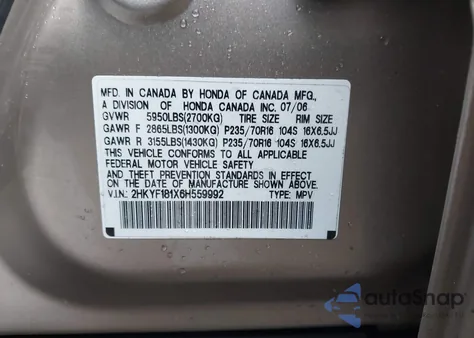 MFD. IN CANADA BY HONDA OF CANADA MFG.,
A DIVISION OF HONDA CANADA INC. 07/06
GVWR 5950LBS(2700KG) TIRE SIZE RIM SIZE
GAWR F 2865LBS(1300KG) P235/70R16 104S 16X6.5JJ
GAWR R 3155LBS(1430KG) P235/70R16 104S 16X6.5JJ
THIS VEHICLE CONFORMS TO ALL APPLICABLE
FEDERAL MOTOR VEHICLE SAFETY
STANDARDS IN EFFECT ON THE
DATE OF MANUFACTURE SHOWN ABOVE.
V.I.N.: 2HKYF181X6H559992 TYPE: MPV
autoSnap